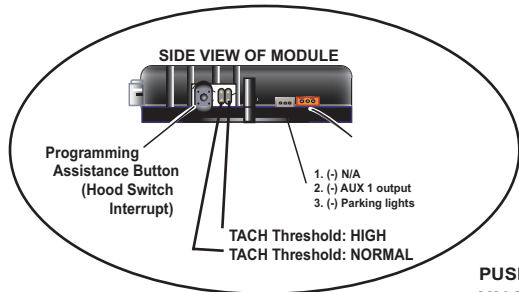 SIDE VIEW OF MODULE
Programming
Assistance Button
(Hood Switch
Interrupt)
1. (-) N/A
2. (-) AUX 1 output
3. (-) Parking lights
TACH Threshold: HIGH
TACH Threshold: NORMAL